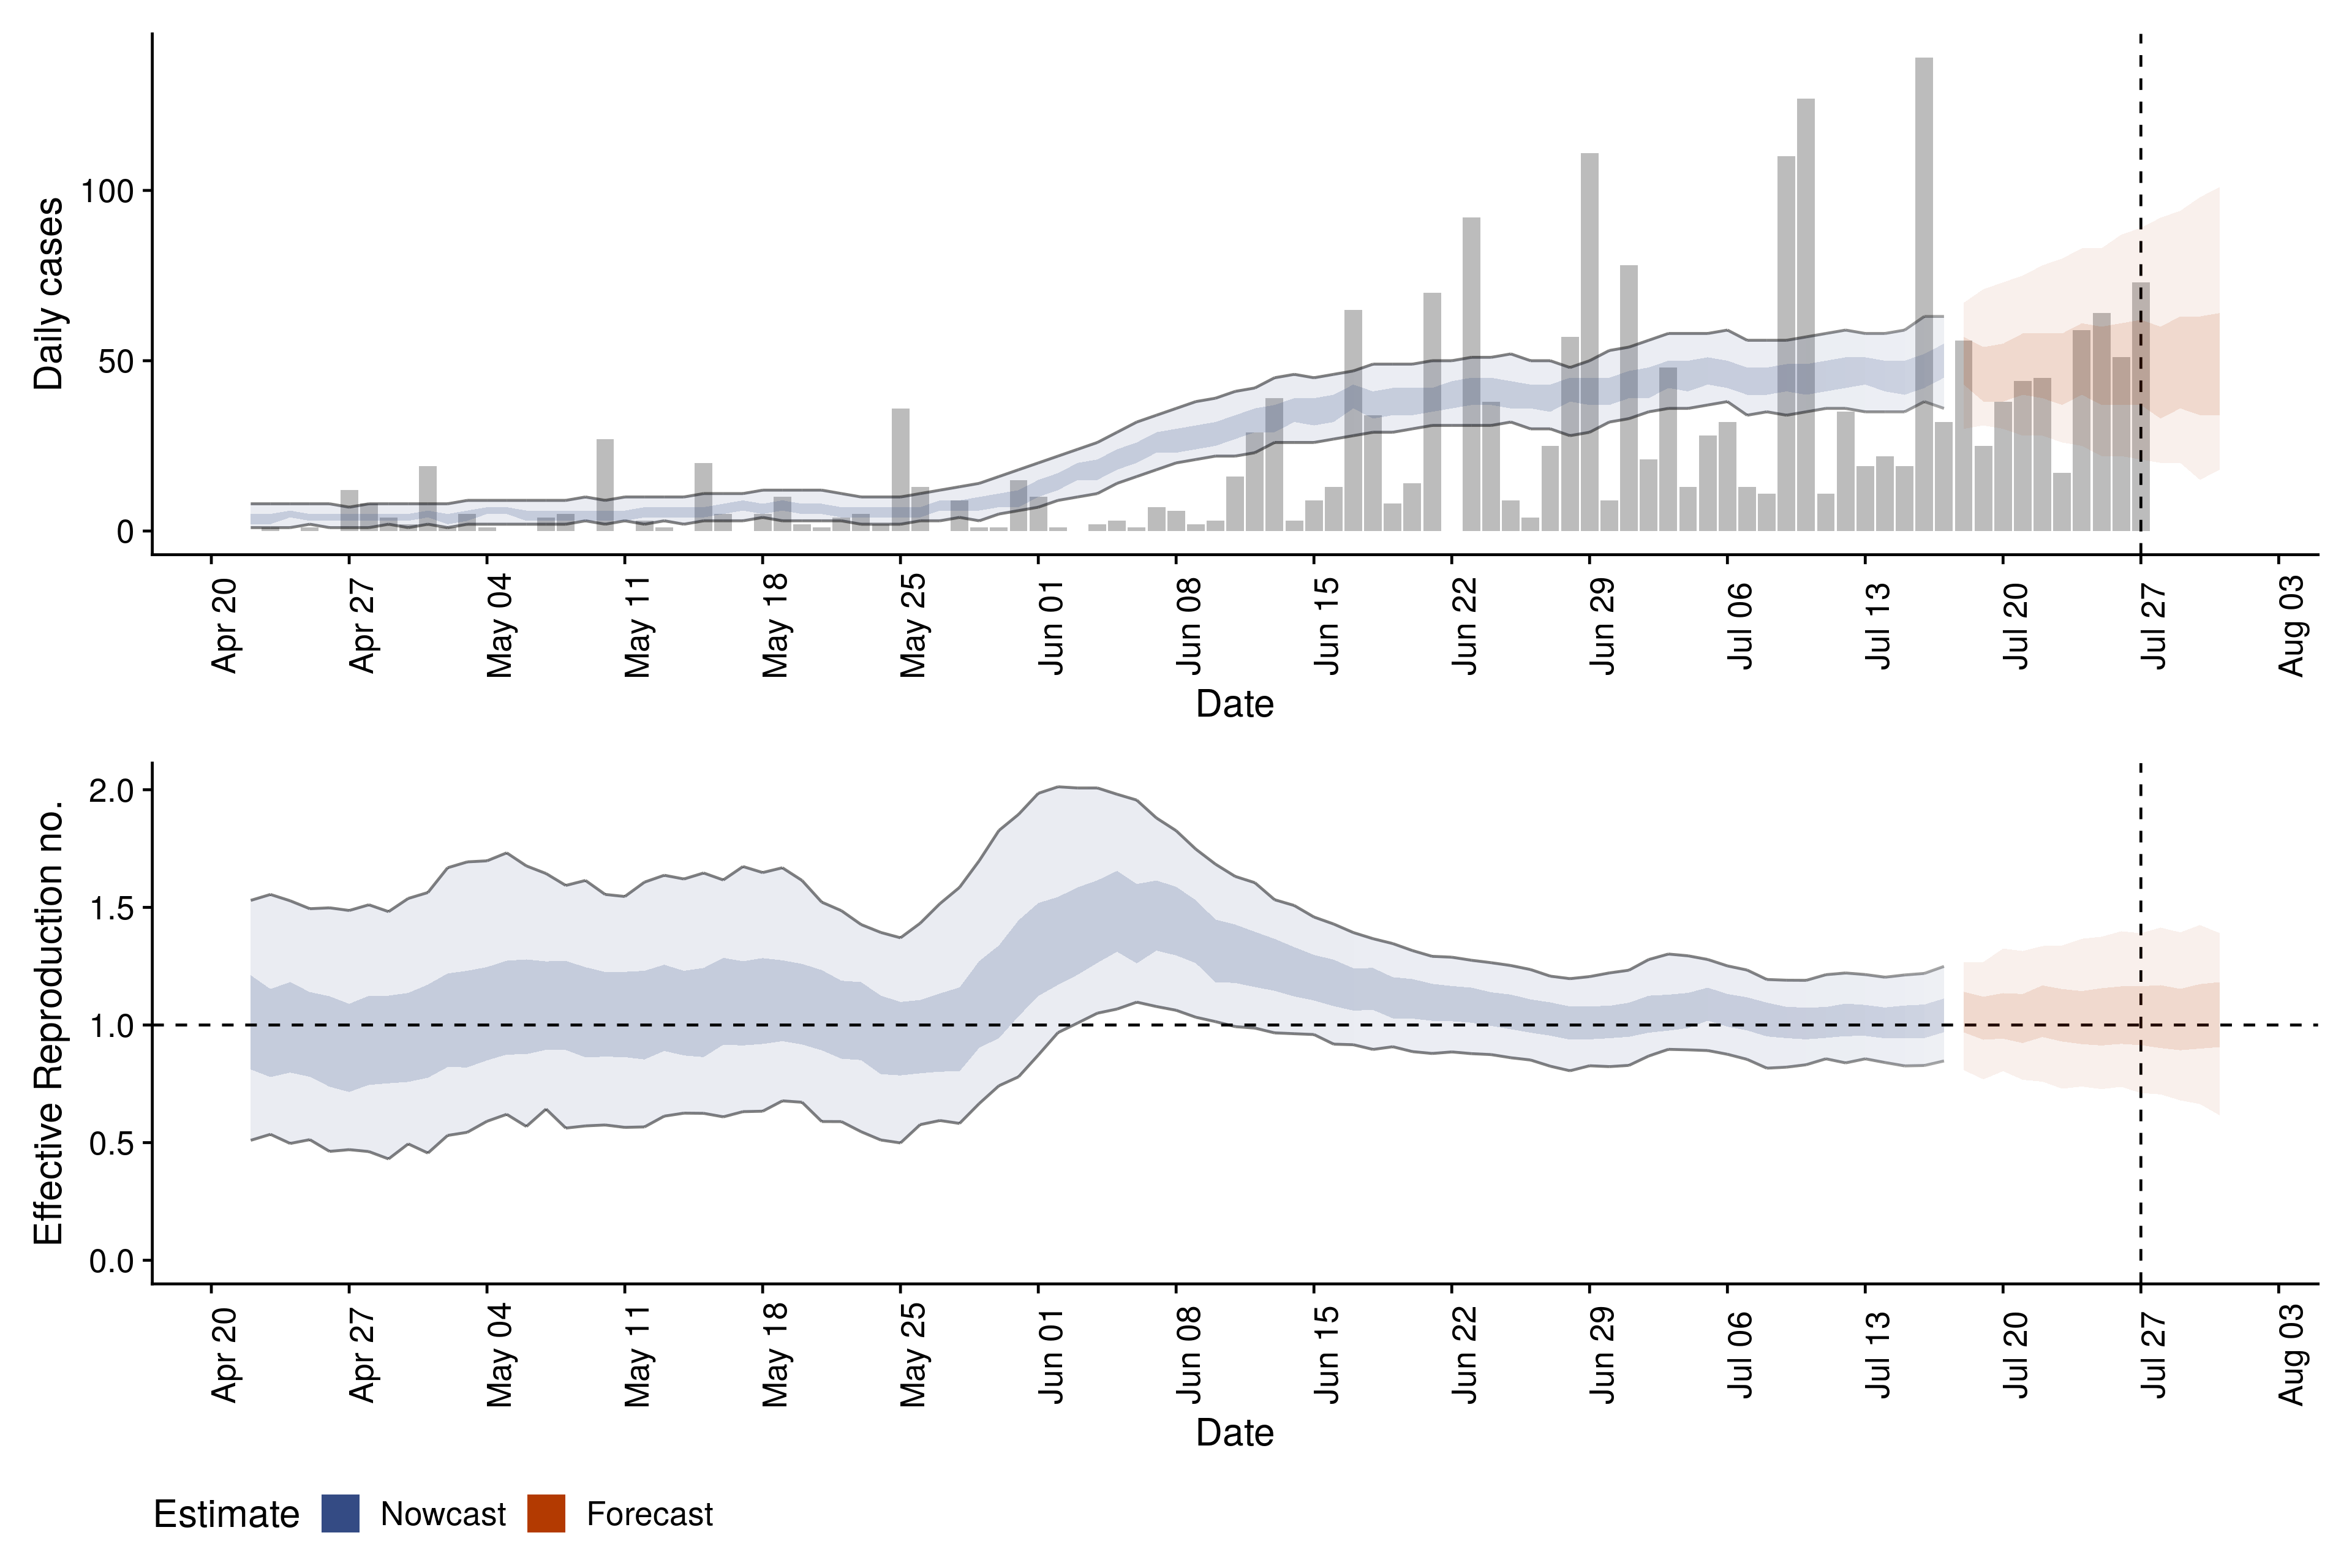 Daily cases
100
50
0
Apr 20 Apr 27 May 04 May 11 May 18 May 25 Jun 01 Jun 08 Jun 15 Jun 22 Jun 29 Jul 06 Jul 13 Jul 20 Jul 27 Aug 03
Date
Effective Reproduction no.
2.0
1.5
1.0
0.5
0.0
Apr 20 Apr 27 May 04 May 11 May 18 May 25 Jun 01 Jun 08 Jun 15 Jun 22 Jun 29 Jul 06 Jul 13 Jul 20 Jul 27 Aug 03
Date
Estimate Nowcast Forecast